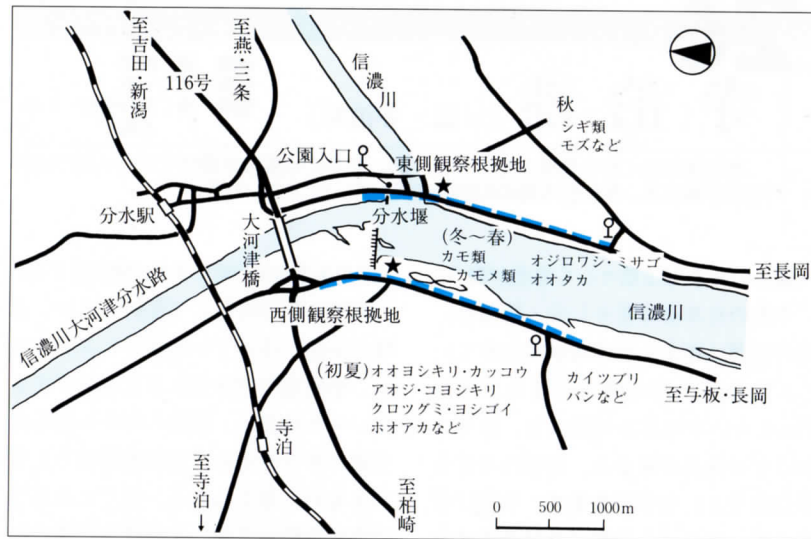 至吉田・新潟
116号
至燕・三条
信濃川
秋
シギ類
モズなど
公園入口
東側観察根拠地
分水駅
大河津橋
分水堰
(冬〜春)
カモ類
カモメ類
オジロワシ・ミサゴ
オオタカ
至長岡
信濃川
信濃川大河津分水路
西側観察根拠地
(初夏)オオヨシキリ・カッコウ
アオジ・コヨシキリ
クロツグミ・ヨシゴイ
ホオアカなど
カイツブリ
バンなど
至与板・長岡
寺泊
至寺泊
至柏崎
0 500 1000m